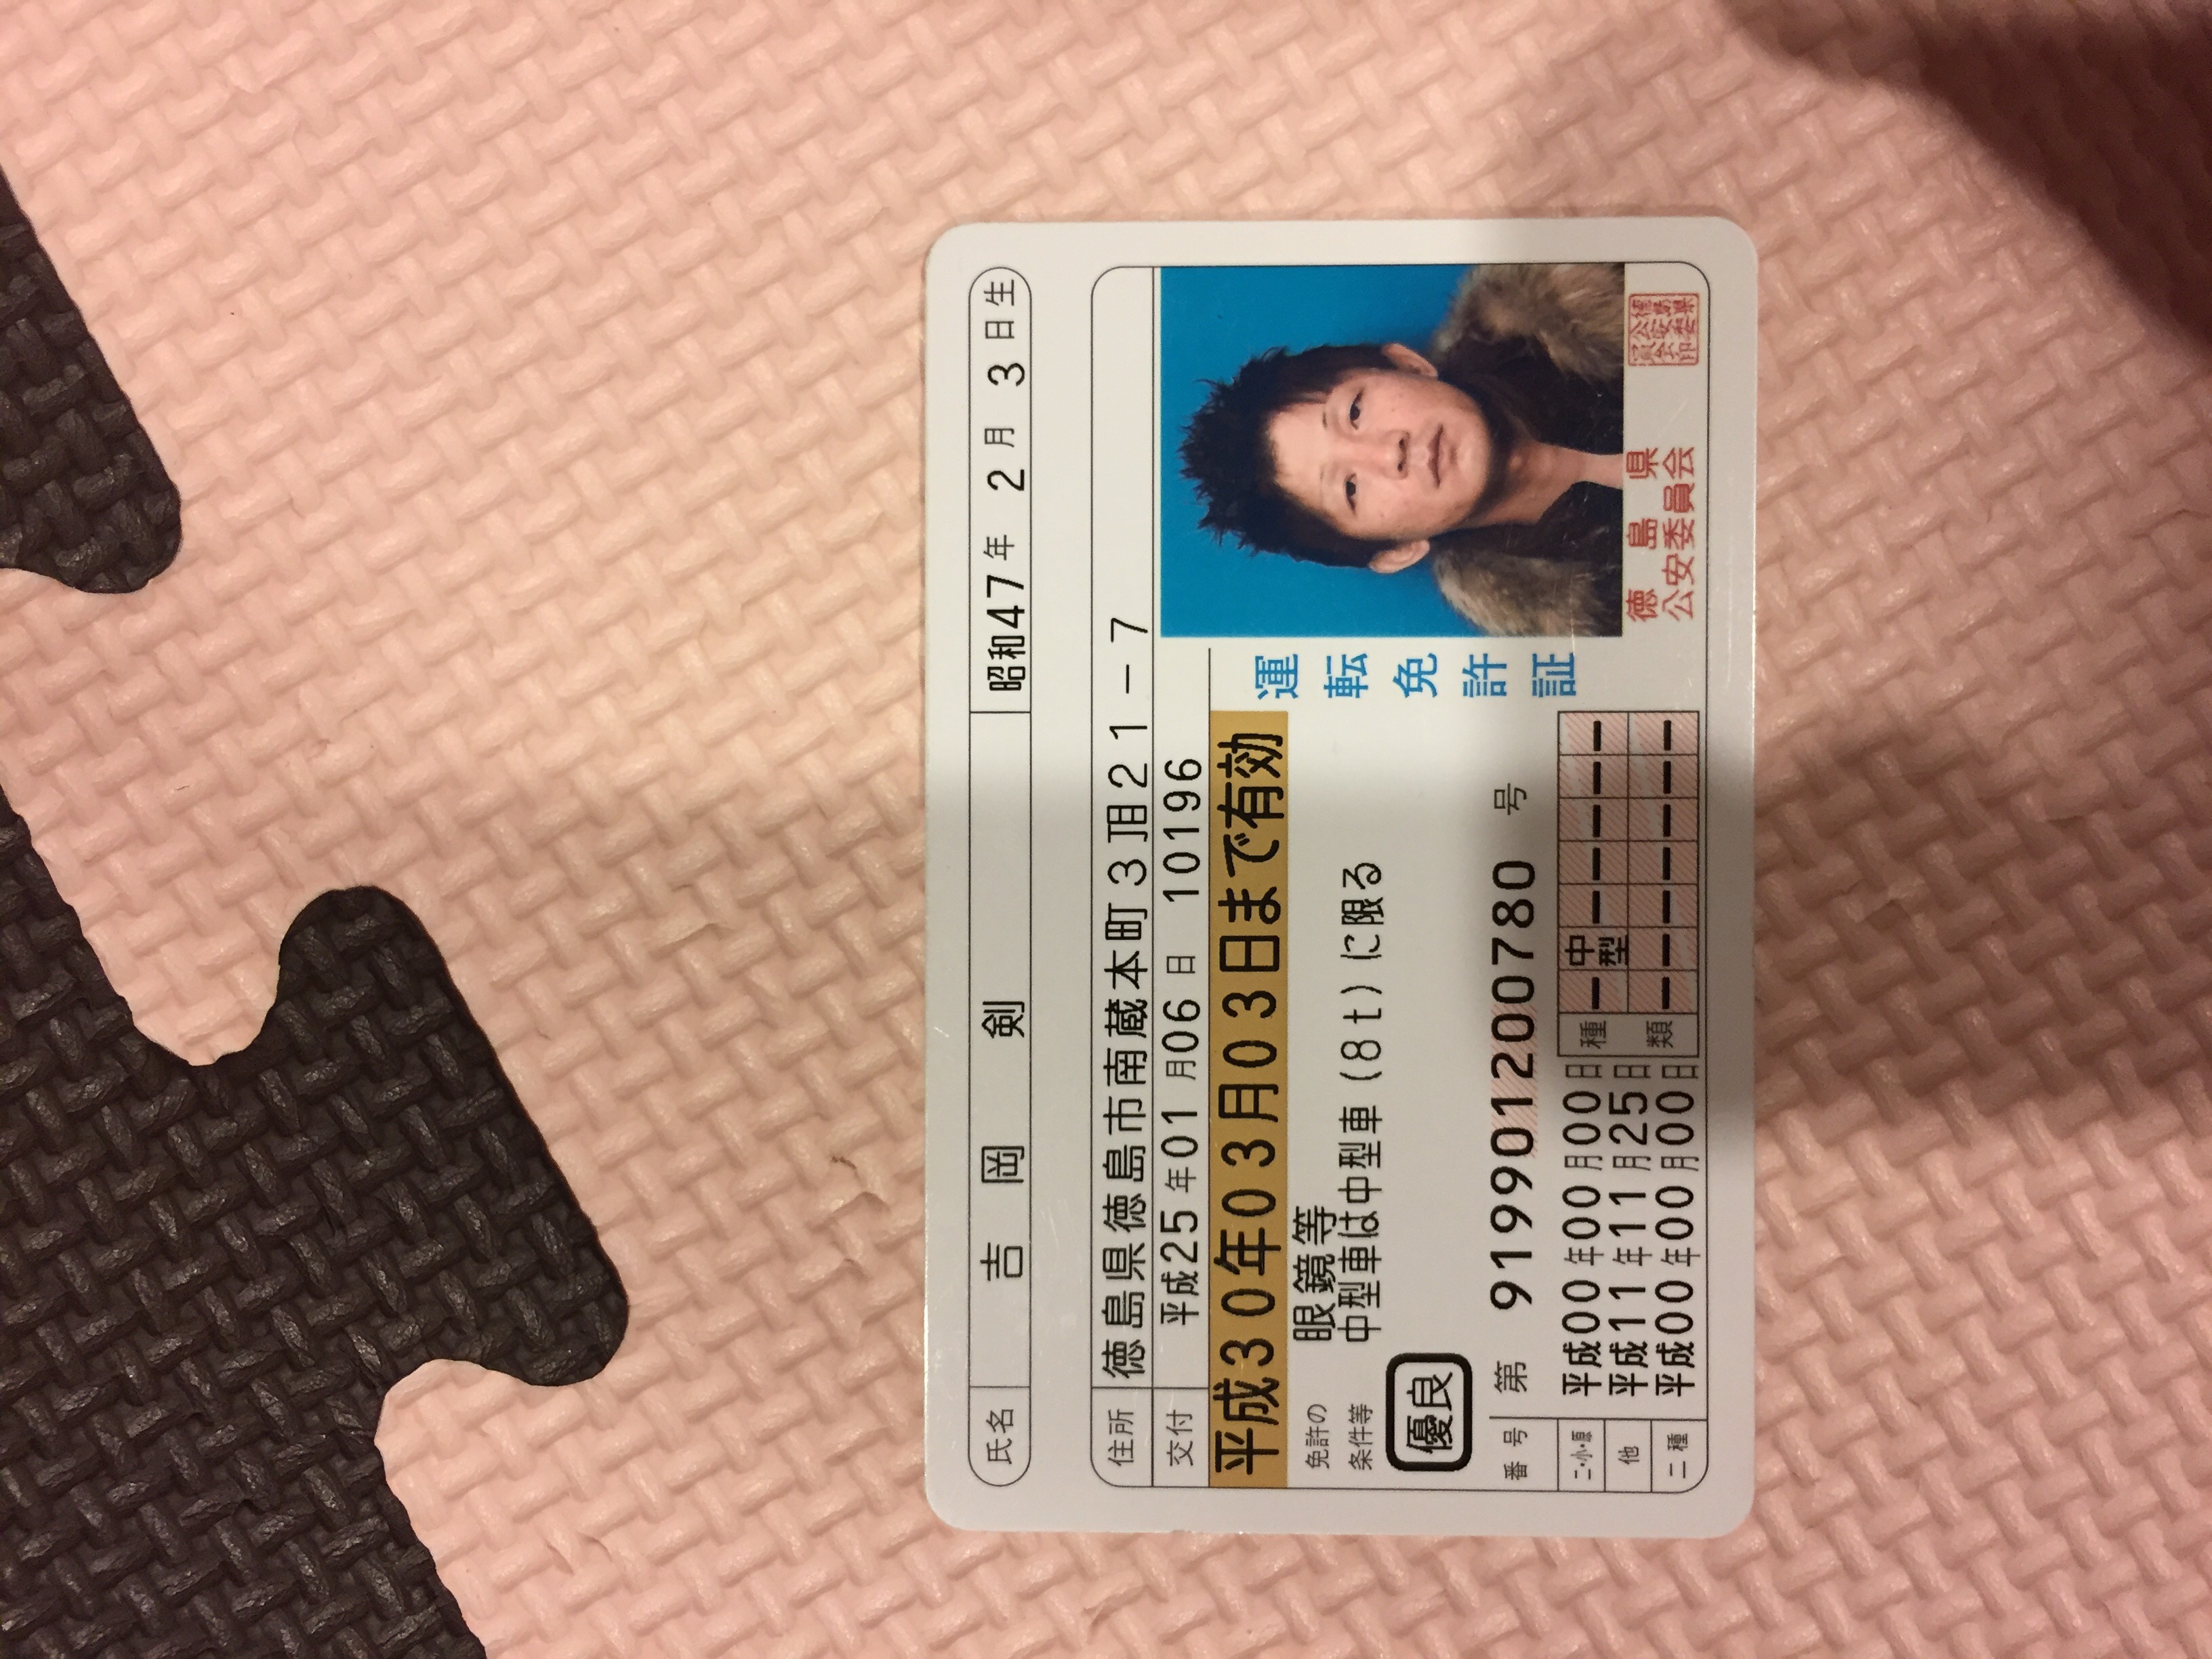 氏名 吉岡 剣 昭和47年 2月 3日生
住所 徳島県徳島市南蔵本町3丁目21-7
交付 平成25年01月06日 10196
平成30年03月03日まで有効
免許の 眼鏡等
条件等 中型車は中型車(8t)に限る
優良
番号 第 919901200780 号
二・小・原 平成00年00月00日
他 平成11年11月25日
二種 平成00年00月00日
種類 ー 中型 ー ー ー ー ー
ー ー ー ー ー ー ー
運転免許証
徳島県
公安委員会
徳島県公安委員会印